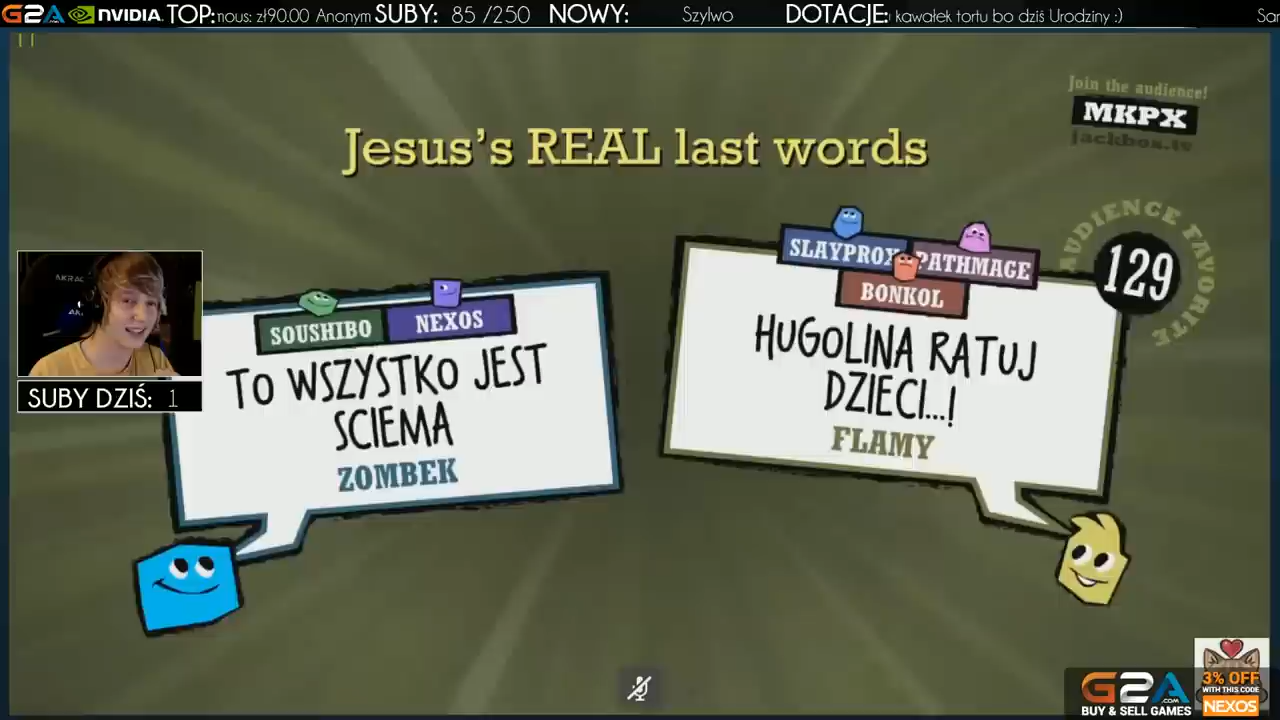 G2A .COM NVIDIA TOP: nous: zł90.00 Anonym SUBY: 85 /250 NOWY: Szylwo DOTACJE: kawałek tortu bo dziś Urodziny :) Sar
Join the audience!
MKPX
jackbox.tv
Jesus's REAL last words
AUDIENCE FAVORITE
129
SOUSHIBO NEXOS
TO WSZYSTKO JEST
SCIEMA
ZOMBEK
SLAYPROX PATHMAGE
BONKOL
HUGOLINA RATUJ
DZIECI...!
FLAMY
SUBY DZIŚ: 1
G2A .COM
BUY & SELL GAMES
3% OFF
WITH THIS CODE
NEXOS